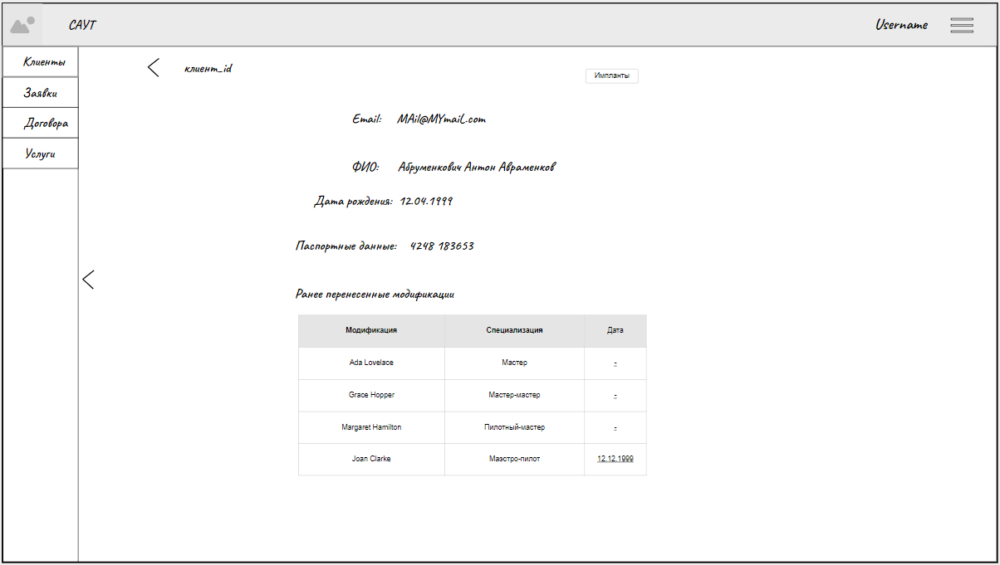 САУТ
Username
Клиенты
Заявки
Договора
Услуги
клиент_id
Импланты
Email: MAil@MYmaiL.com
ФИО: Абруменкович Антон Авраменков
Дата рождения: 12.04.1999
Паспортные данные: 4248 183653
Ранее перенесенные модификации
Модификация Специализация Дата
Ada Lovelace Мастер -
Grace Hopper Мастер-мастер -
Margaret Hamilton Пилотный-мастер -
Joan Clarke Маэстро-пилот 12.12.1999